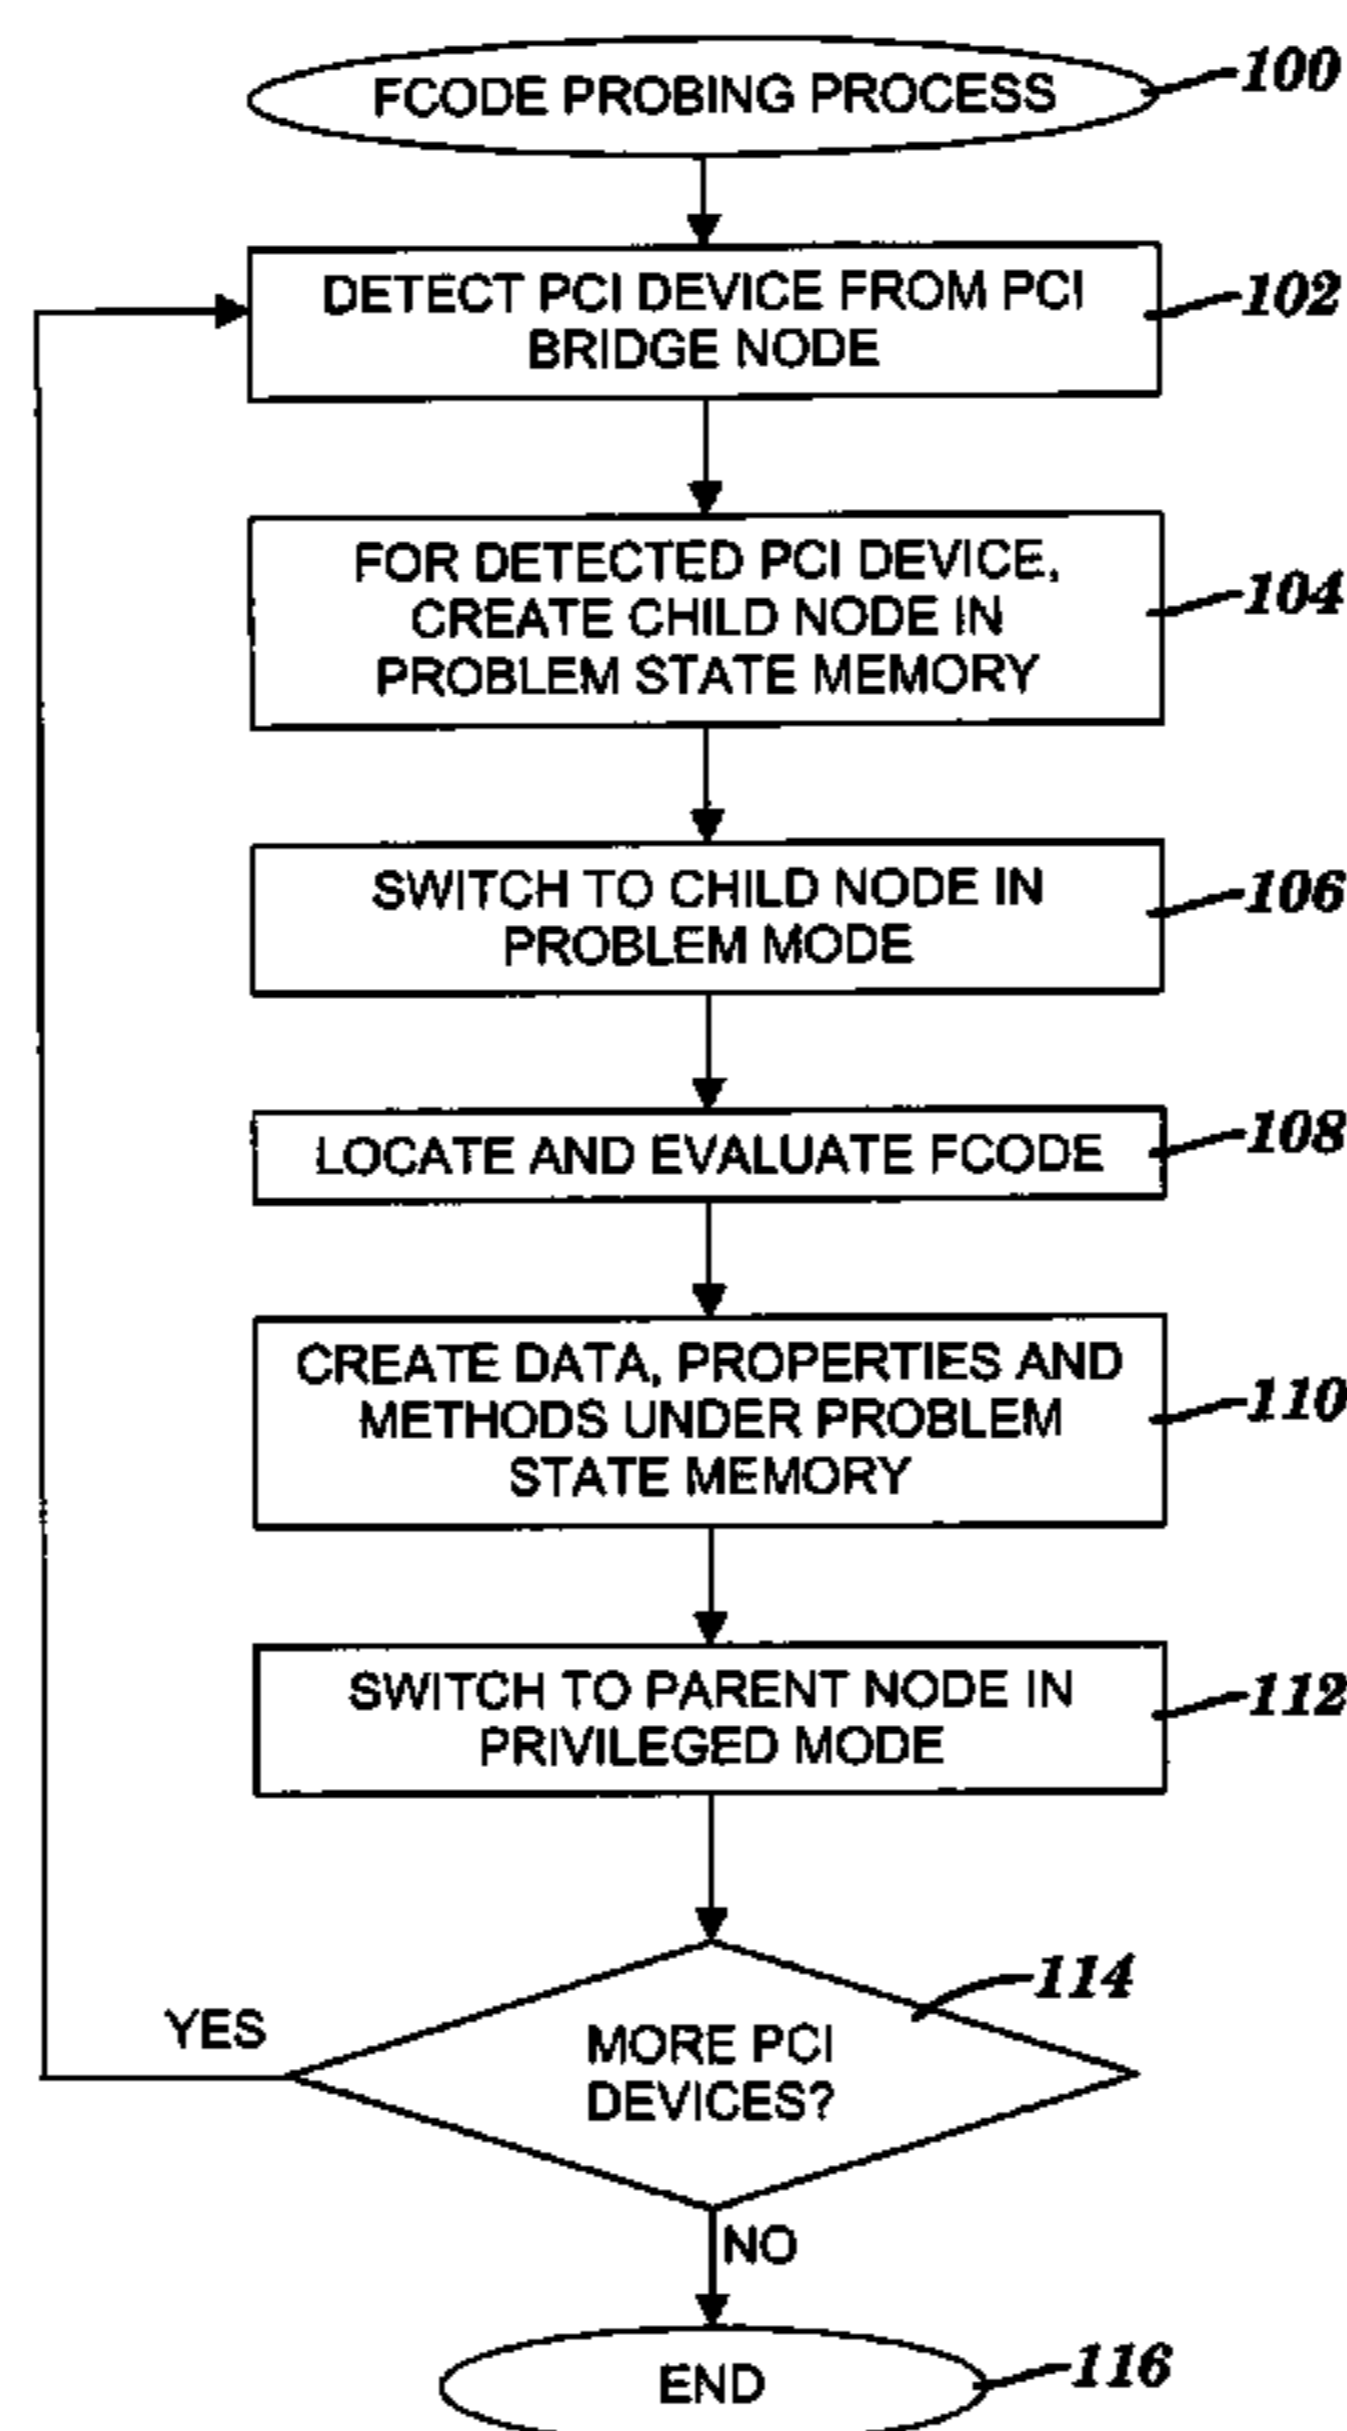 FCODE PROBING PROCESS
100
DETECT PCI DEVICE FROM PCI
BRIDGE NODE
102
FOR DETECTED PCI DEVICE,
CREATE CHILD NODE IN
PROBLEM STATE MEMORY
104
SWITCH TO CHILD NODE IN
PROBLEM MODE
106
LOCATE AND EVALUATE FCODE
108
CREATE DATA, PROPERTIES AND
METHODS UNDER PROBLEM
STATE MEMORY
110
SWITCH TO PARENT NODE IN
PRIVILEGED MODE
112
114
YES
MORE PCI
DEVICES?
NO
END
116